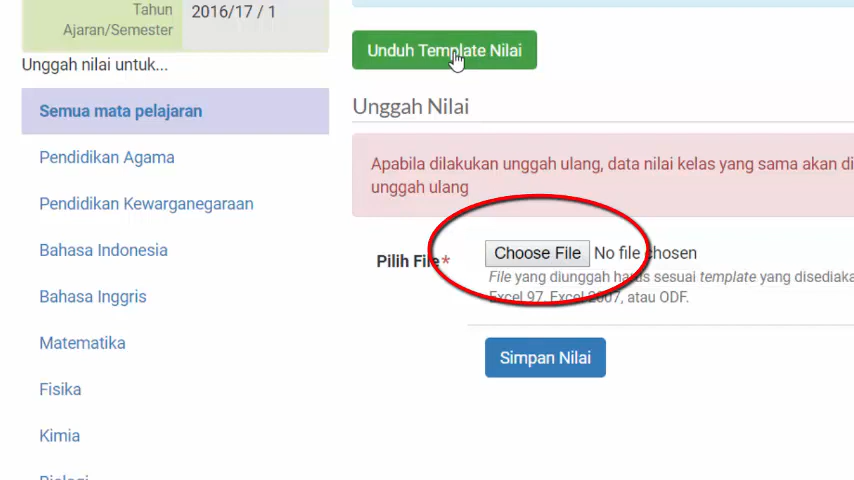 Tahun
Ajaran/Semester
2016/17 / 1
Unggah nilai untuk...
Semua mata pelajaran
Pendidikan Agama
Pendidikan Kewarganegaraan
Bahasa Indonesia
Bahasa Inggris
Matematika
Fisika
Kimia
Biologi
Unduh Template Nilai
Unggah Nilai
Apabila dilakukan unggah ulang, data nilai kelas yang sama akan di
unggah ulang
Pilih File*
Choose File No file chosen
File yang diunggah harus sesuai template yang disediaka
Excel 97, Excel 2007, atau ODF.
Simpan Nilai